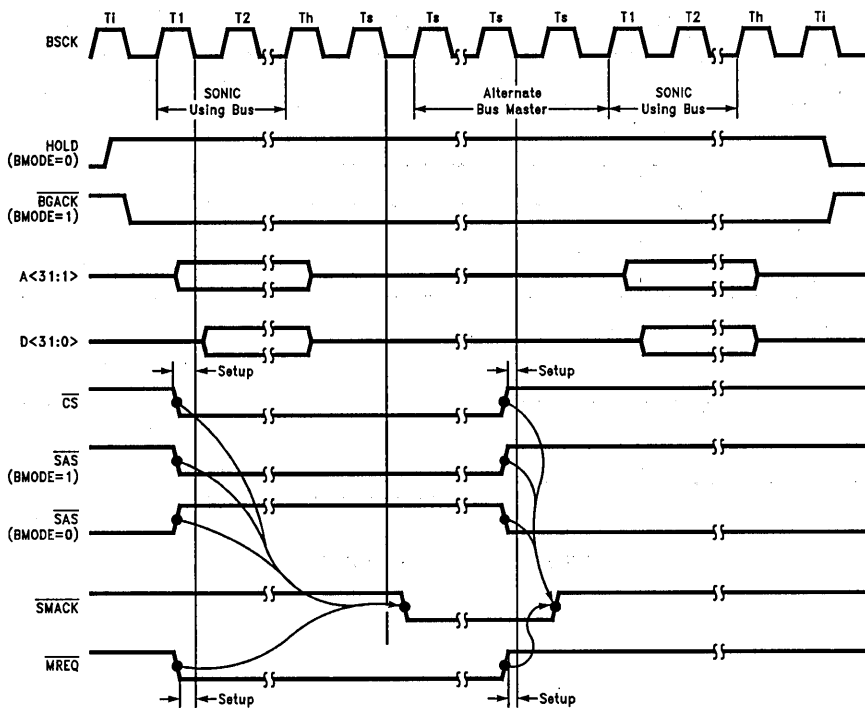 Ti T1 T2 Th Ts Ts Ts Ts T1 T2 Th Ti
BSCK
SONIC
Using Bus
Alternate
Bus Master
SONIC
Using Bus
HOLD
(BMODE=0)
BGACK
(BMODE=1)
A<31:1>
D<31:0>
Setup Setup
CS
SAS
(BMODE=1)
SAS
(BMODE=0)
SMACK
MREQ
Setup Setup